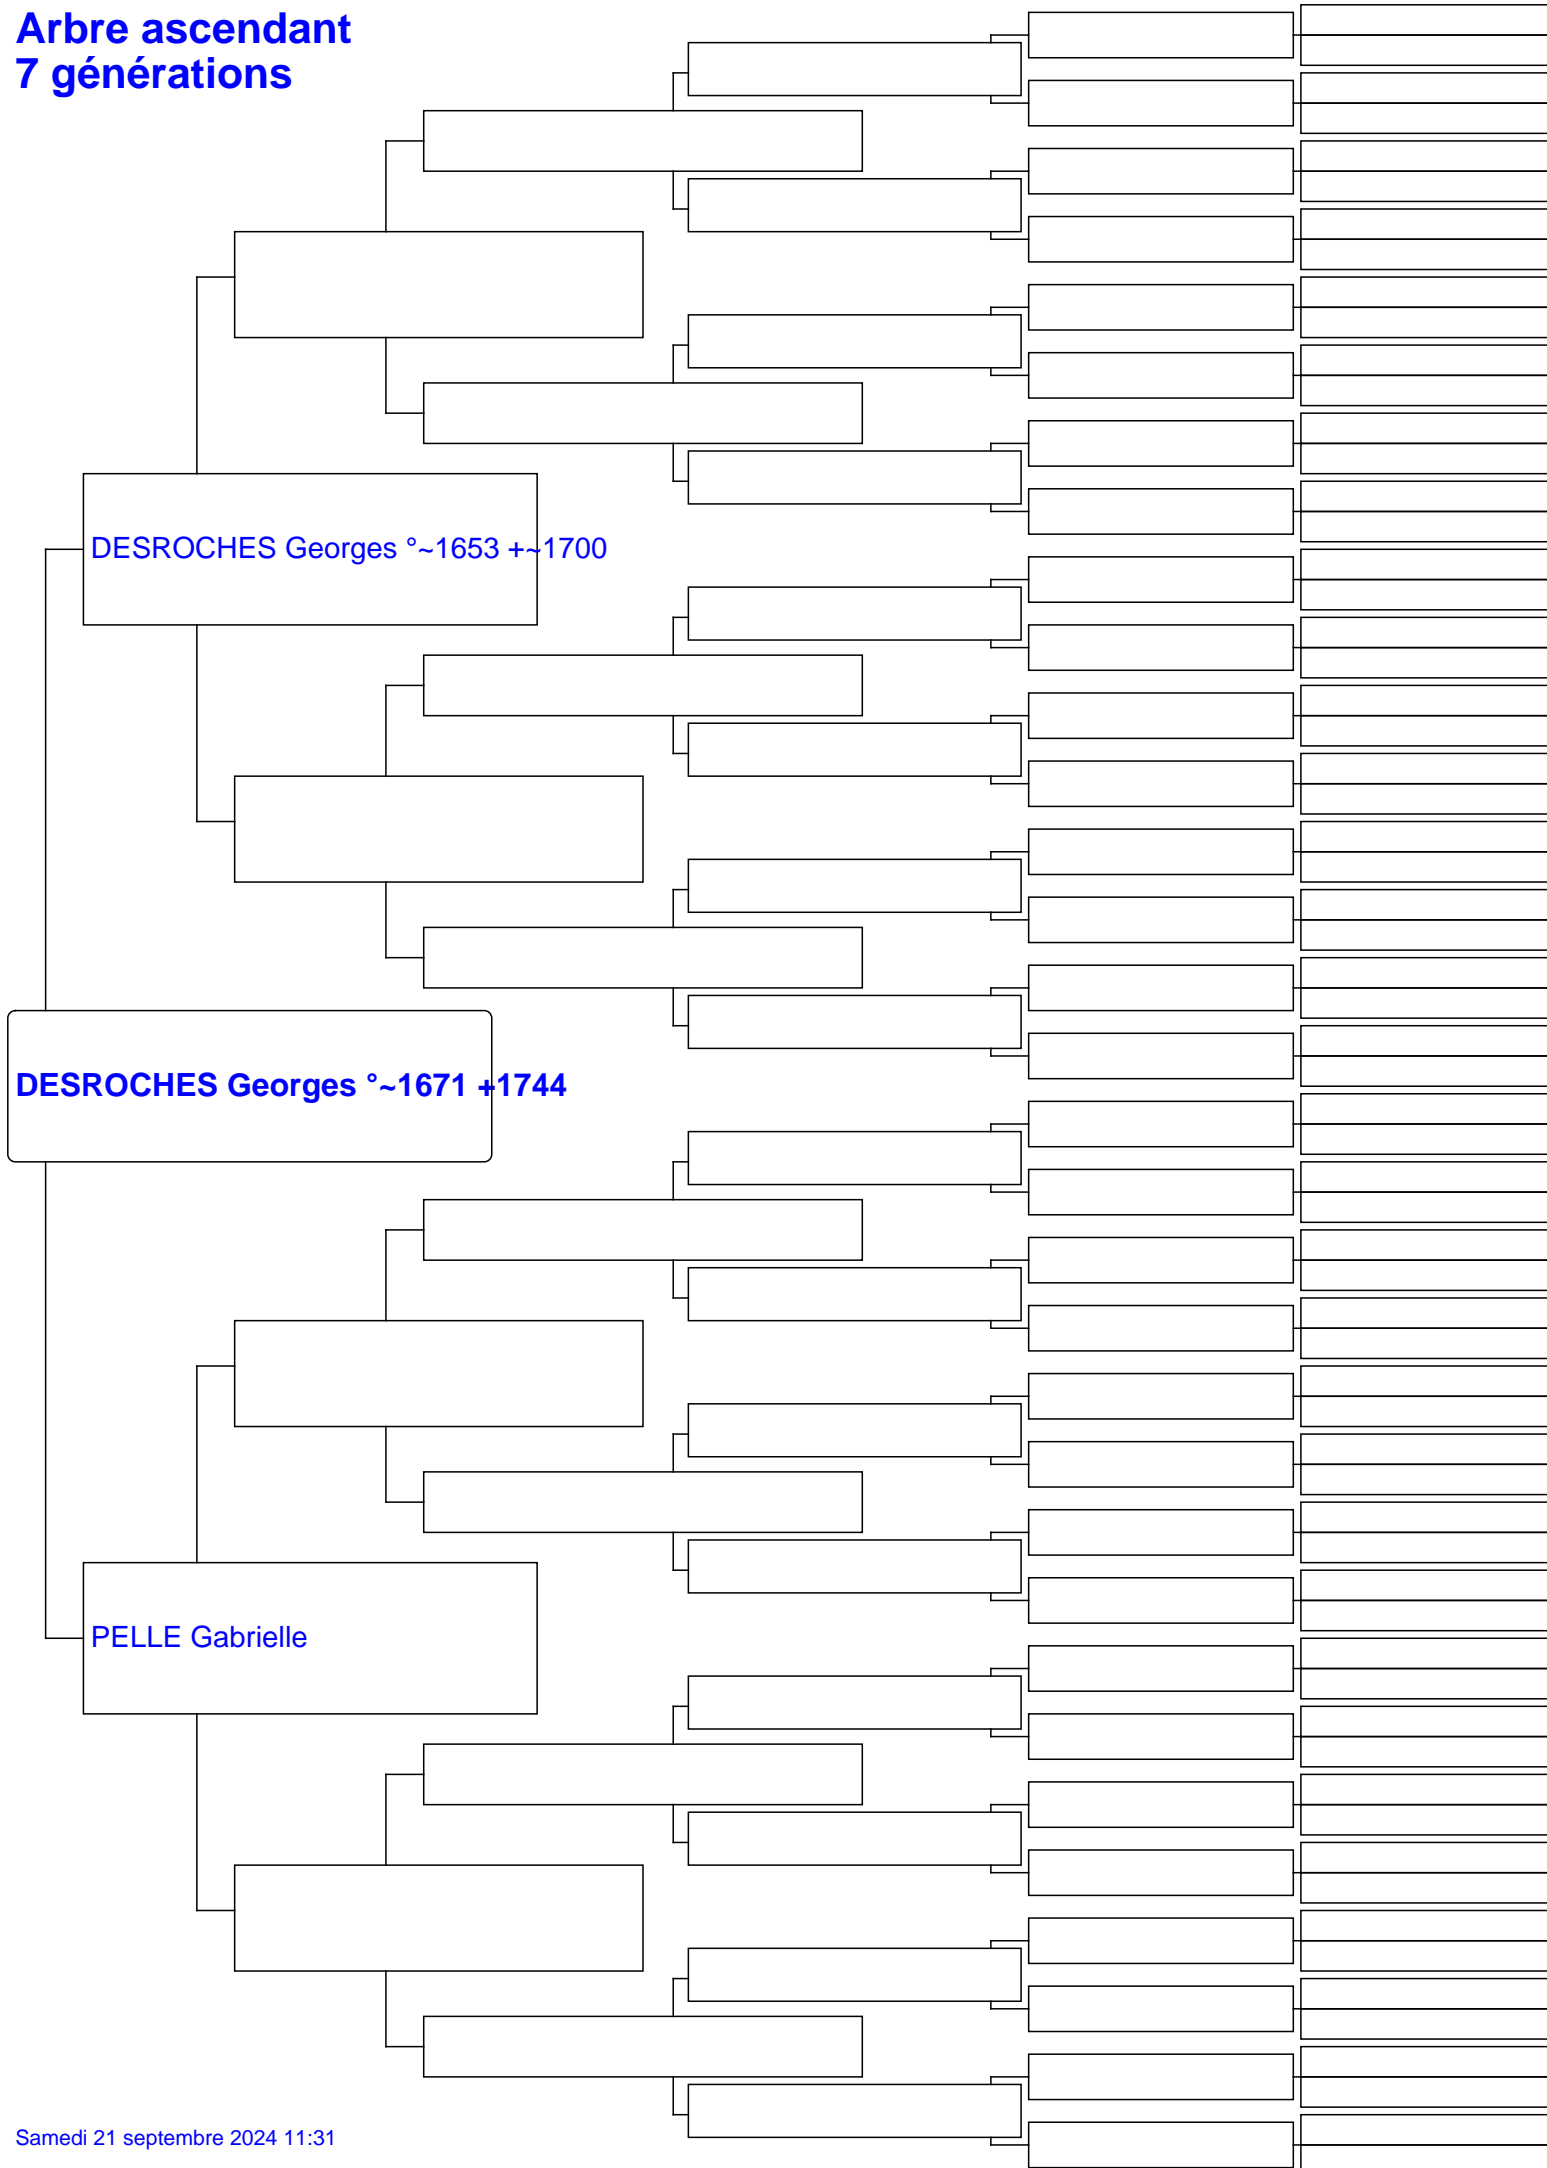 Arbre ascendant
7 générations
DESROCHES Georges °~1653 +~1700
DESROCHES Georges °~1671 +1744
PELLE Gabrielle
Samedi 21 septembre 2024 11:31